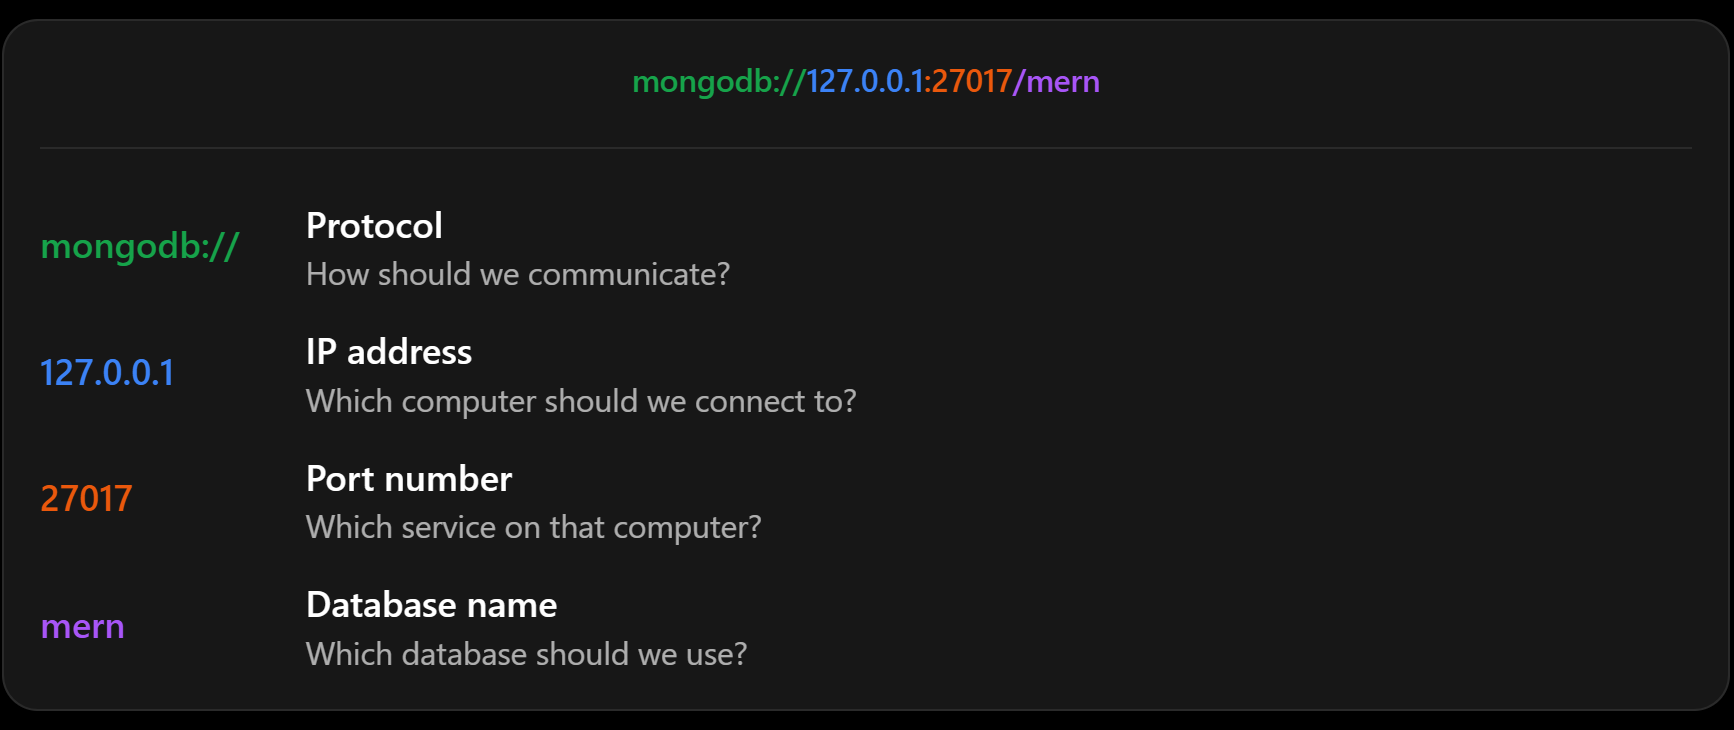 mongodb://127.0.0.1:27017/mern
mongodb://
Protocol
How should we communicate?
127.0.0.1
IP address
Which computer should we connect to?
27017
Port number
Which service on that computer?
mern
Database name
Which database should we use?